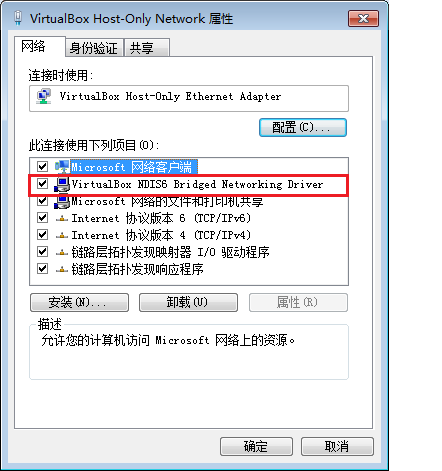 VirtualBox Host-Only Network 属性
网络 身份验证 共享
连接时使用:
VirtualBox Host-Only Ethernet Adapter
配置(C)...
此连接使用下列项目(O):
Microsoft 网络客户端
VirtualBox NDIS6 Bridged Networking Driver
Microsoft 网络的文件和打印机共享
Internet 协议版本 6 (TCP/IPv6)
Internet 协议版本 4 (TCP/IPv4)
链路层拓扑发现映射器 I/O 驱动程序
链路层拓扑发现响应程序
安装(N)... 卸载(U) 属性(R)
描述
允许您的计算机访问 Microsoft 网络上的资源。
确定 取消